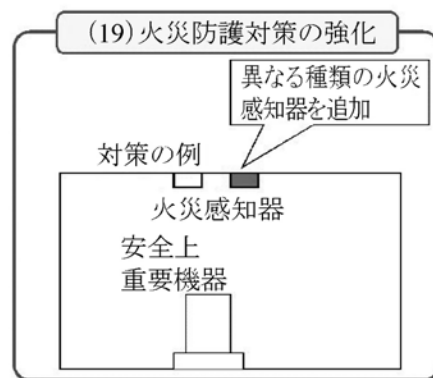 (19)火災防護対策の強化
異なる種類の火災
感知器を追加
対策の例
火災感知器
安全上
重要機器